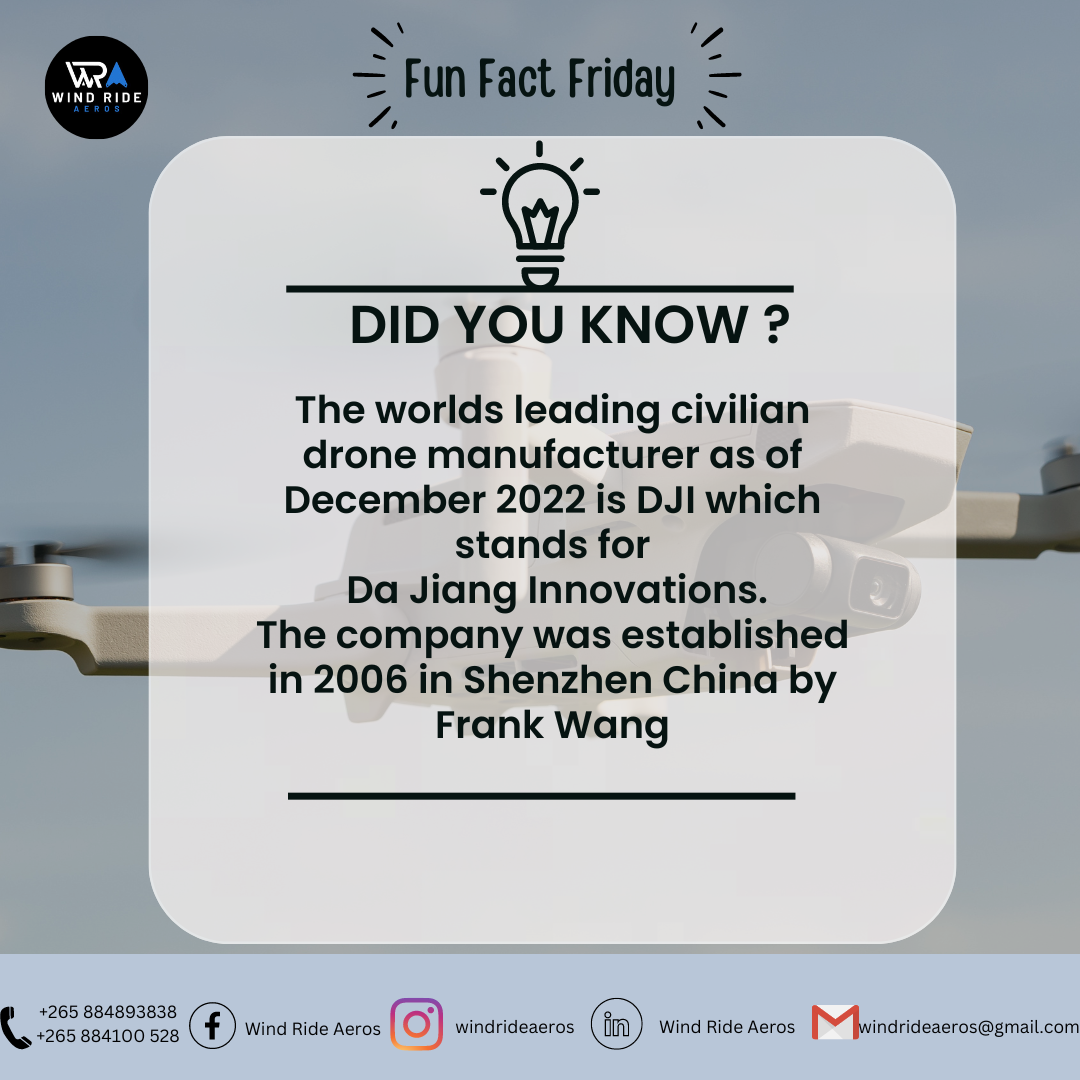 WRA
WIND RIDE
AEROS
Fun Fact Friday
DID YOU KNOW ?
The worlds leading civilian
drone manufacturer as of
December 2022 is DJI which
stands for
Da Jiang Innovations.
The company was established
in 2006 in Shenzhen China by
Frank Wang
+265 884893838
+265 884100 528
Wind Ride Aeros
windrideaeros
in
Wind Ride Aeros
windrideaeros@gmail.com